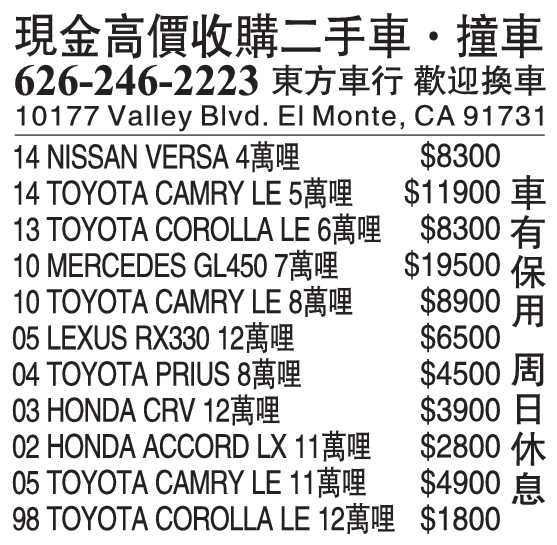 現金高價收購二手車·撞車
626-246-2223 東方車行 歡迎換車
10177 Valley Blvd. El Monte, CA 91731
14 NISSAN VERSA 4萬哩 $8300
14 TOYOTA CAMRY LE 5萬哩 $11900
13 TOYOTA COROLLA LE 6萬哩 $8300
10 MERCEDES GL450 7萬哩 $19500
10 TOYOTA CAMRY LE 8萬哩 $8900
05 LEXUS RX330 12萬哩 $6500
04 TOYOTA PRIUS 8萬哩 $4500
03 HONDA CRV 12萬哩 $3900
02 HONDA ACCORD LX 11萬哩 $2800
05 TOYOTA CAMRY LE 11萬哩 $4900
98 TOYOTA COROLLA LE 12萬哩 $1800
車有保用
周日休息